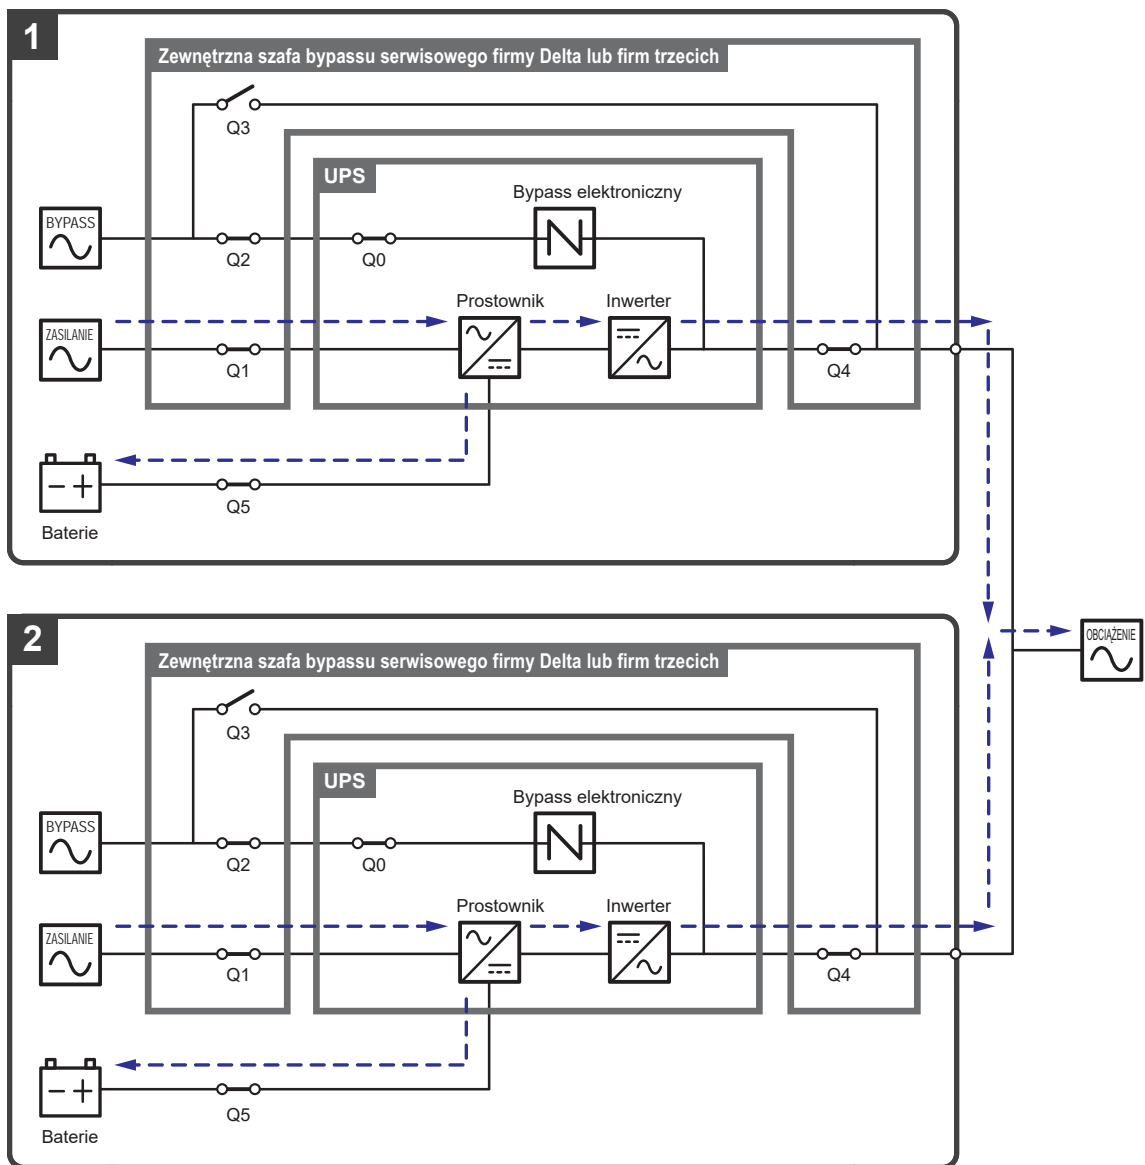 1
Zewnętrzna szafa bypassu serwisowego firmy Delta lub firm trzecich
Q3
UPS
Bypass elektroniczny
BYPASS
Q2
Q0
Prostownik
Inwerter
ZASILANIE
Q1
Q4
Q5
Baterie
2
OBCIĄŻENIE
Zewnętrzna szafa bypassu serwisowego firmy Delta lub firm trzecich
Q3
UPS
Bypass elektroniczny
BYPASS
Q2
Q0
Prostownik
Inwerter
ZASILANIE
Q1
Q4
Q5
Baterie